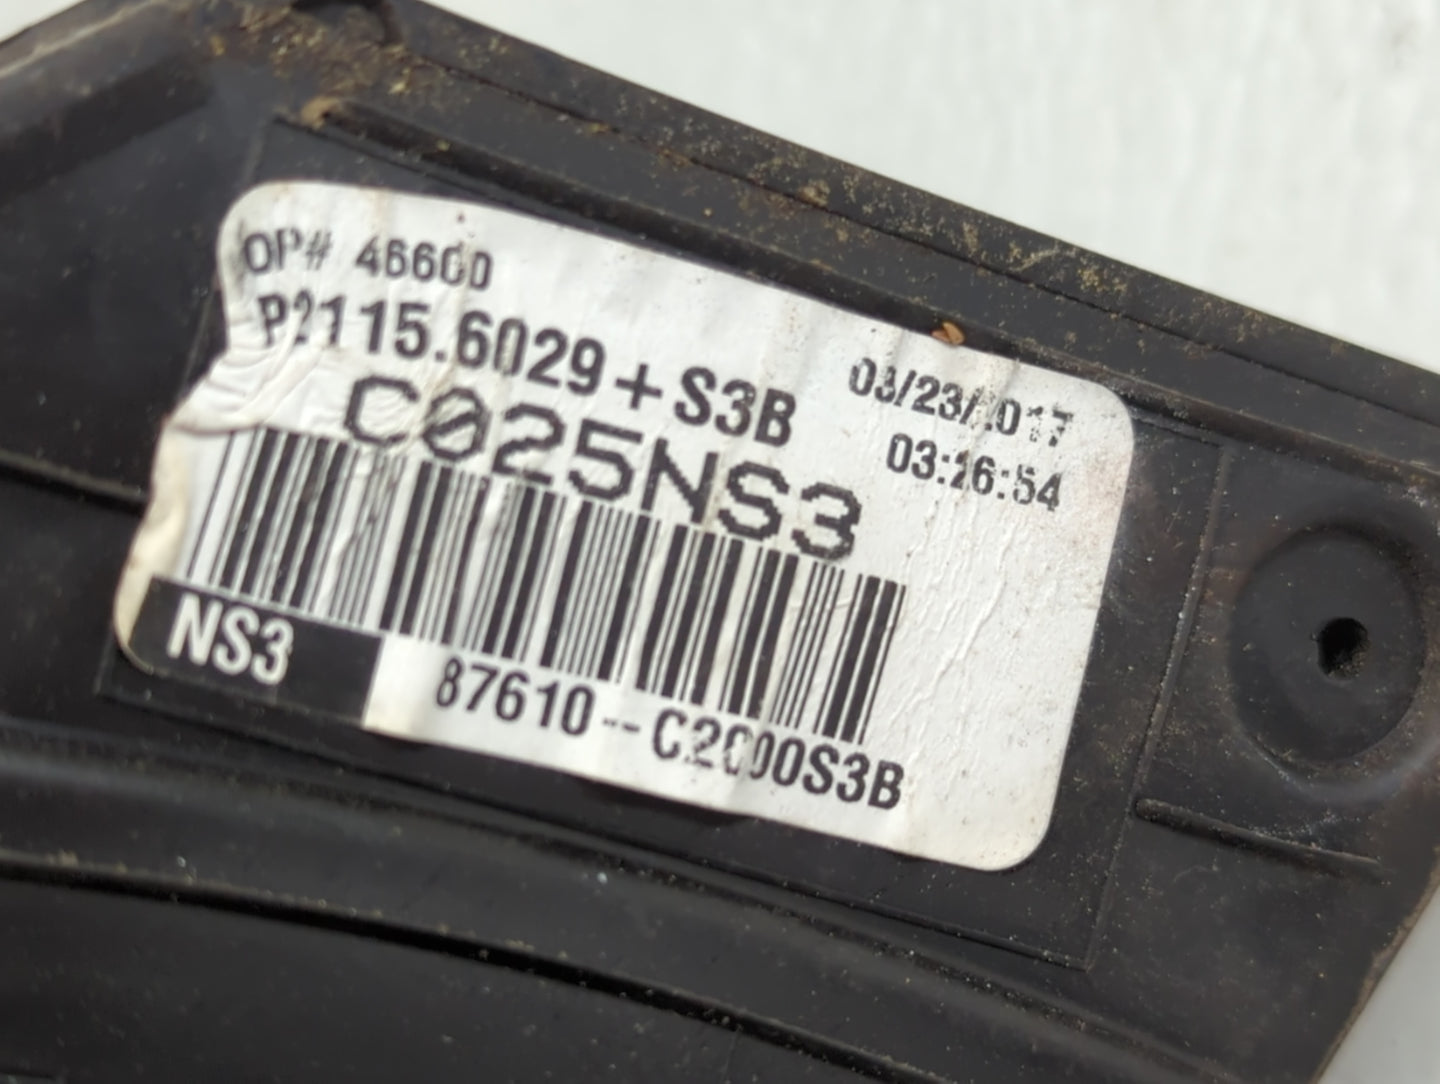 OP# 46600
P2115.6029+S3B
03/23/2017
C025NS3
03:26:54
NS3
87610--C2000S3B